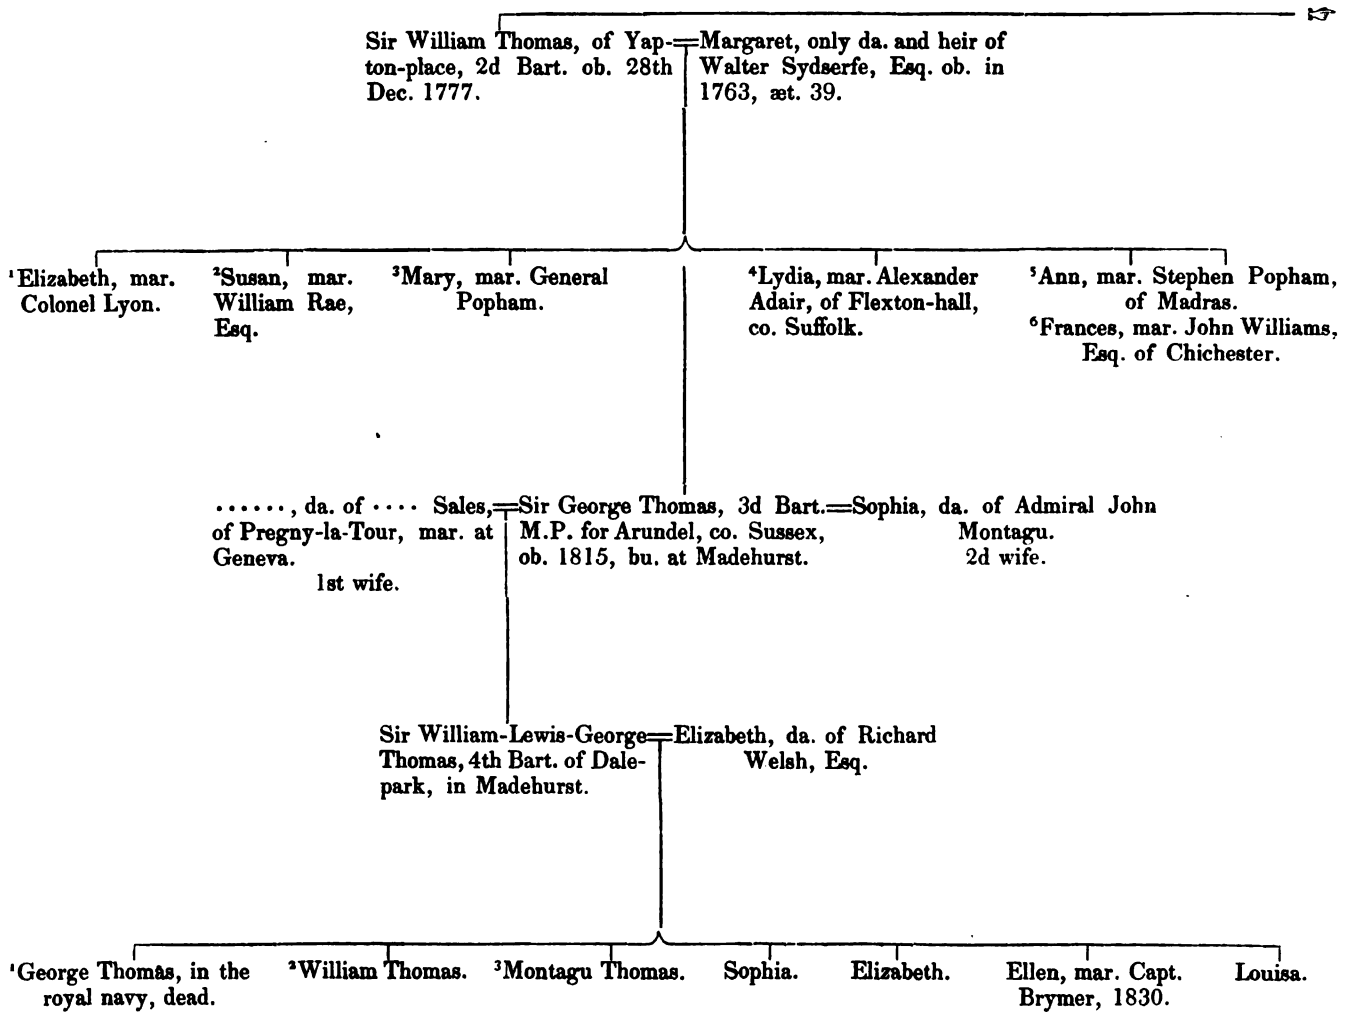 Sir William Thomas, of Yap-=Margaret, only da. and heir of
ton-place, 2d Bart. ob. 28th Walter Sydserfe, Esq. ob. in
Dec. 1777. 1763, æt. 39.
¹Elizabeth, mar.
Colonel Lyon.
²Susan, mar.
William Rae,
Esq.
³Mary, mar. General
Popham.
⁴Lydia, mar. Alexander
Adair, of Flexton-hall,
co. Suffolk.
⁵Ann, mar. Stephen Popham,
of Madras.
⁶Frances, mar. John Williams,
Esq. of Chichester.
······, da. of ···· Sales,=
of Pregny-la-Tour, mar. at
Geneva.
1st wife.
Sir George Thomas, 3d Bart.=
M.P. for Arundel, co. Sussex,
ob. 1815, bu. at Madehurst.
Sophia, da. of Admiral John
Montagu.
2d wife.
Sir William-Lewis-George=
Thomas, 4th Bart. of Dale-
park, in Madehurst.
Elizabeth, da. of Richard
Welsh, Esq.
¹George Thomas, in the
royal navy, dead.
²William Thomas.
³Montagu Thomas.
Sophia.
Elizabeth.
Ellen, mar. Capt.
Brymer, 1830.
Louisa.